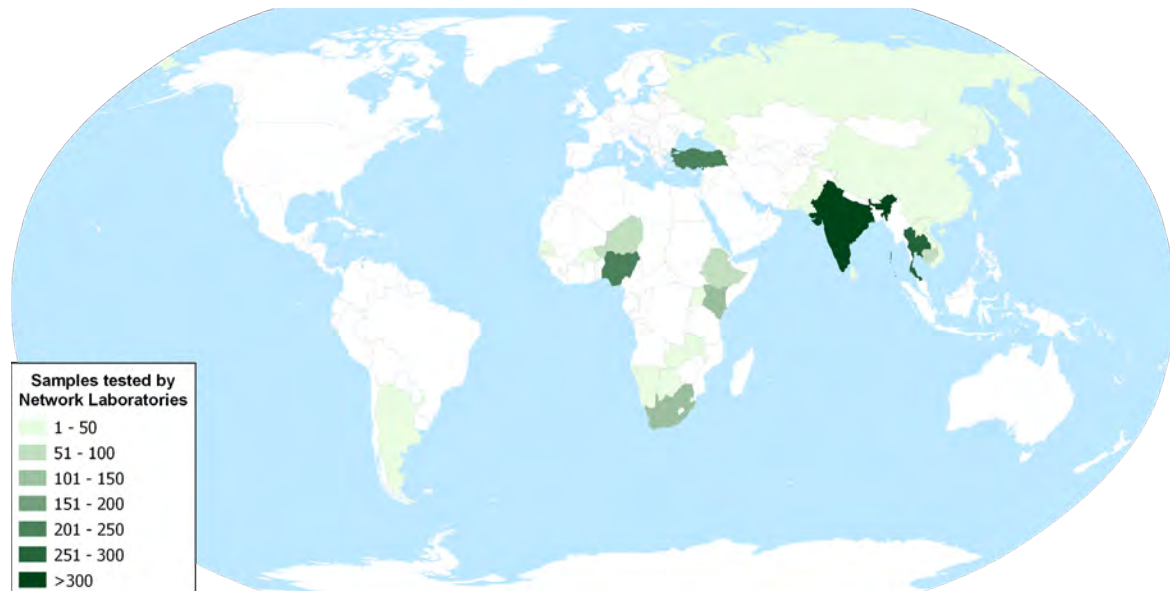 Samples tested by
Network Laboratories
1 - 50
51 - 100
101 - 150
151 - 200
201 - 250
251 - 300
>300